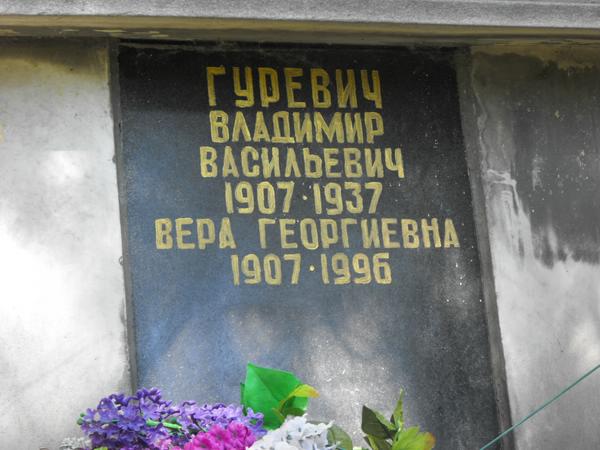 ГУРЕВИЧ
ВЛАДИМИР
ВАСИЛЬЕВИЧ
1907·1937
ВЕРА ГЕОРГИЕВНА
1907·1996